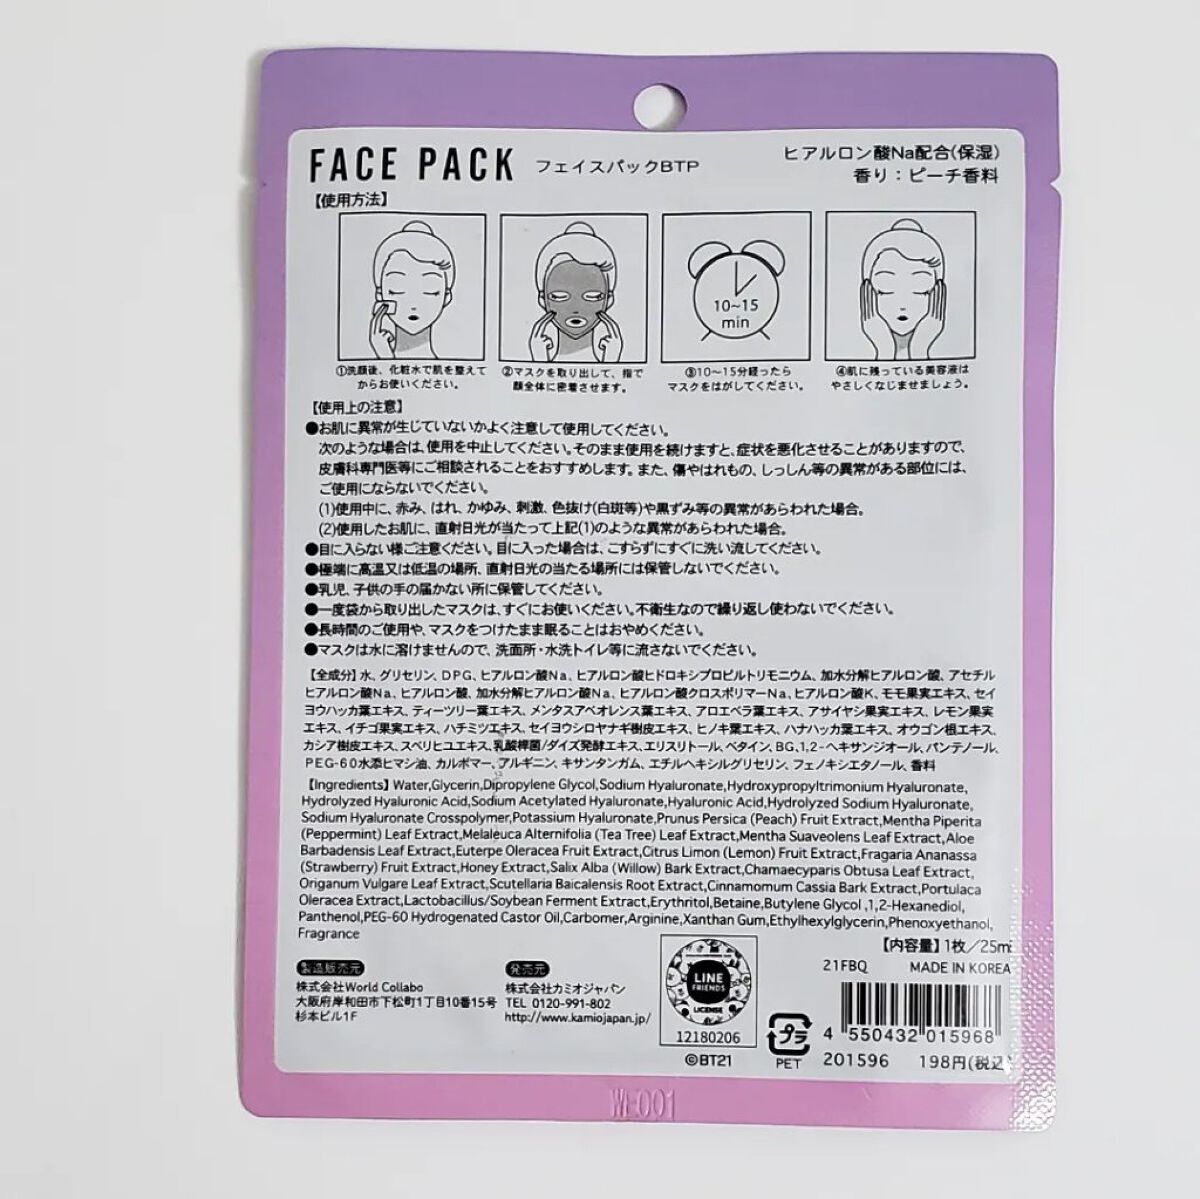 FACE PACK フェイスパックBTP
ヒアルロン酸Na配合(保湿)
香り：ピーチ香料
【使用方法】
10~15
min
①洗顔後、化粧水で肌を整えて
からお使いください。
②マスクを取り出して、指で
顔全体に密着させます。
③10~15分経ったら
マスクをはがしてください。
④肌に残っている美容液は
やさしくなじませましょう。
【使用上の注意】
●お肌に異常が生じていないかよく注意して使用してください。
次のような場合は、使用を中止してください。そのまま使用を続けますと、症状を悪化させることがありますので、
皮膚科専門医等にご相談されることをおすすめします。また、傷やはれもの、しっしん等の異常がある部位には、
ご使用にならないでください。
(1)使用中に、赤み、はれ、かゆみ、刺激、色抜け(白斑等)や黒ずみ等の異常があらわれた場合。
(2)使用したお肌に、直射日光が当たって上記(1)のような異常があらわれた場合。
●目に入らない様ご注意ください。目に入った場合は、こすらずにすぐに洗い流してください。
●極端に高温又は低温の場所、直射日光の当たる場所には保管しないでください。
●乳児、子供の手の届かない所に保管してください。
●一度袋から取り出したマスクは、すぐにお使いください。不衛生なので繰り返し使わないでください。
●長時間のご使用や、マスクをつけたまま眠ることはおやめください。
●マスクは水に溶けませんので、洗面所・水洗トイレ等に流さないでください。
【全成分】水、グリセリン、DPG、ヒアルロン酸Na、ヒアルロン酸ヒドロキシプロピルトリモニウム、加水分解ヒアルロン酸、アセチル
ヒアルロン酸Na、ヒアルロン酸、加水分解ヒアルロン酸Na、ヒアルロン酸クロスポリマーNa、ヒアルロン酸K、モモ果実エキス、セイ
ヨウハッカ葉エキス、ティーツリー葉エキス、メンタスアベオレンス葉エキス、アロエベラ葉エキス、アサイヤシ果実エキス、レモン果実
エキス、イチゴ果実エキス、ハチミツエキス、セイヨウシロヤナギ樹皮エキス、ヒノキ葉エキス、ハナハッカ葉エキス、オウゴン根エキス、
カシア樹皮エキス、スベリヒユエキス、乳酸桿菌/ダイズ発酵エキス、エリスリトール、ベタイン、BG、1,2-ヘキサンジオール、パンテノール、
PEG-60水添ヒマシ油、カルボマー、アルギニン、キサンタンガム、エチルヘキシルグリセリン、フェノキシエタノール、香料
【Ingredients】Water,Glycerin,Dipropylene Glycol,Sodium Hyaluronate,Hydroxypropyltrimonium Hyaluronate,
Hydrolyzed Hyaluronic Acid,Sodium Acetylated Hyaluronate,Hyaluronic Acid,Hydrolyzed Sodium Hyaluronate,
Sodium Hyaluronate Crosspolymer,Potassium Hyaluronate,Prunus Persica (Peach) Fruit Extract,Mentha Piperita
(Peppermint) Leaf Extract,Melaleuca Alternifolia (Tea Tree) Leaf Extract,Mentha Suaveolens Leaf Extract,Aloe
Barbadensis Leaf Extract,Euterpe Oleracea Fruit Extract,Citrus Limon (Lemon) Fruit Extract,Fragaria Ananassa
(Strawberry) Fruit Extract,Honey Extract,Salix Alba (Willow) Bark Extract,Chamaecyparis Obtusa Leaf Extract,
Origanum Vulgare Leaf Extract,Scutellaria Baicalensis Root Extract,Cinnamomum Cassia Bark Extract,Portulaca
Oleracea Extract,Lactobacillus/Soybean Ferment Extract,Erythritol,Betaine,Butylene Glycol ,1,2-Hexanediol,
Panthenol,PEG-60 Hydrogenated Castor Oil,Carbomer,Arginine,Xanthan Gum,Ethylhexylglycerin,Phenoxyethanol,
Fragrance
【内容量】1枚／25ml
21FBQ MADE IN KOREA
製造販売元
株式会社World Collabo
大阪府岸和田市下松町1丁目10番15号
杉本ビル1F
発売元
株式会社カミオジャパン
TEL 0120-991-802
http://www.kamiojapan.jp/
LINE
FRIENDS
LICENSE
12180206
©BT21
プラ
PET
4 550432 015968
201596 198円(税込)
WL001